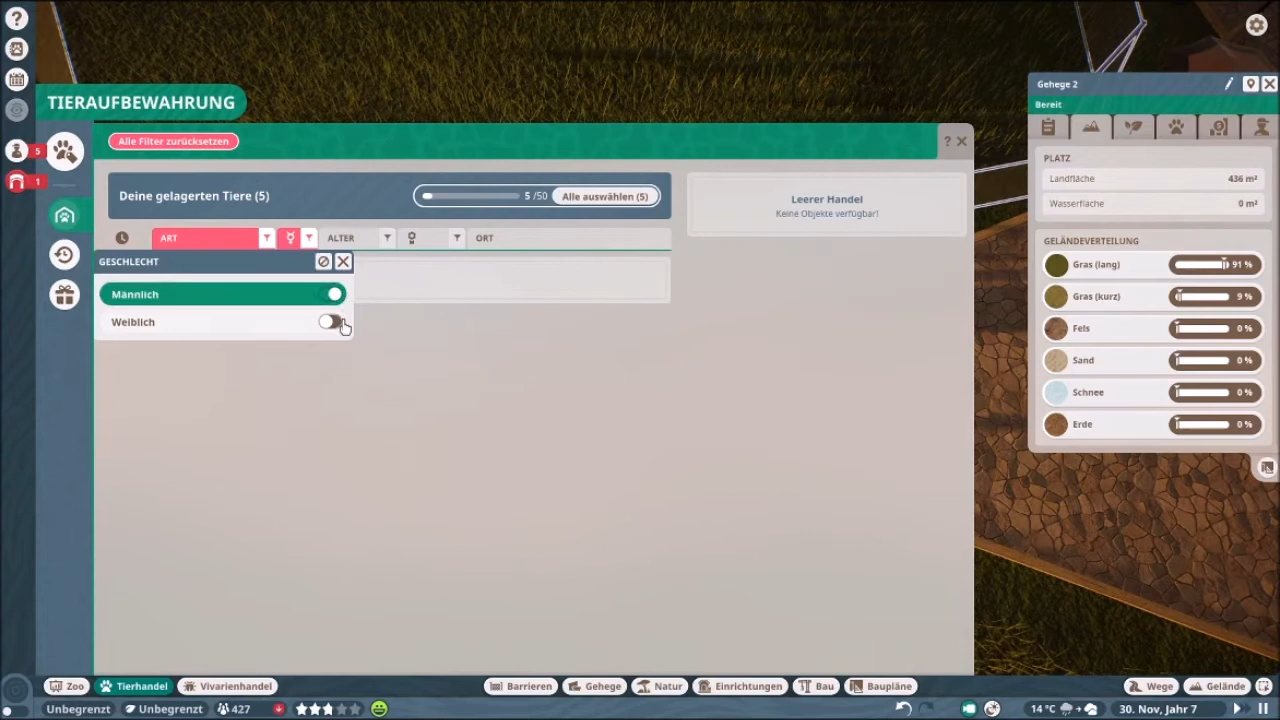 TIERAUFBEWAHRUNG
5
1
Alle Filter zurücksetzen
?
Deine gelagerten Tiere (5)
5 /50
Alle auswählen (5)
ART
ALTER
ORT
GESCHLECHT
Männlich
Weiblich
Leerer Handel
Keine Objekte verfügbar!
Gehege 2
Bereit
PLATZ
Landfläche 436 m²
Wasserfläche 0 m²
GELÄNDEVERTEILUNG
Gras (lang) 91 %
Gras (kurz) 9 %
Fels 0 %
Sand 0 %
Schnee 0 %
Erde 0 %
Zoo Tierhandel Vivarienhandel Barrieren Gehege Natur Einrichtungen Bau Baupläne Wege Gelände
Unbegrenzt Unbegrenzt 427 14 °C 30. Nov, Jahr 7